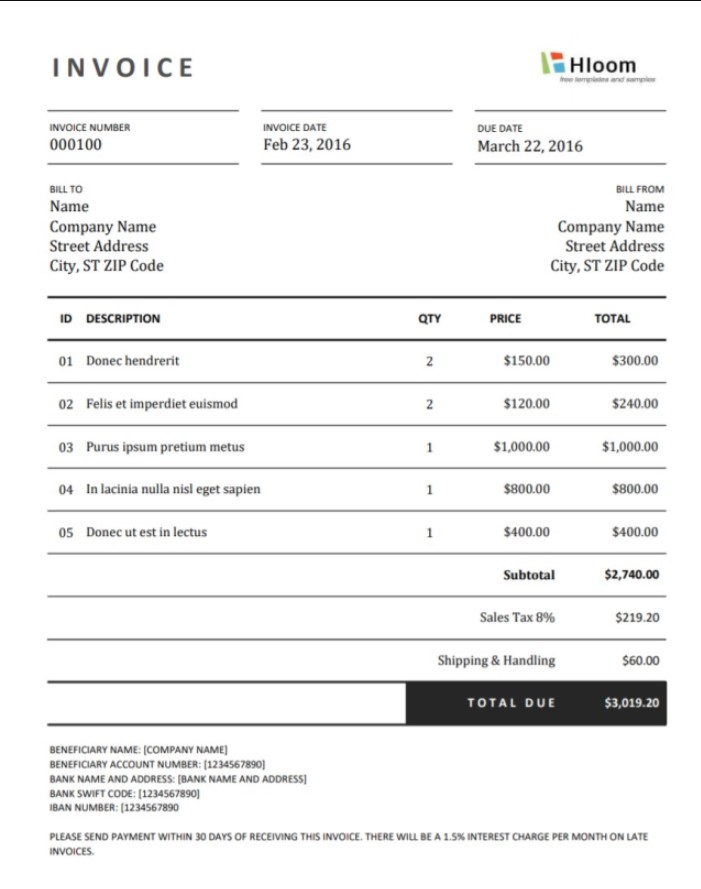 INVOICE
Hloom
free templates and samples
INVOICE NUMBER INVOICE DATE DUE DATE
000100 Feb 23, 2016 March 22, 2016
BILL TO BILL FROM
Name Name
Company Name Company Name
Street Address Street Address
City, ST ZIP Code City, ST ZIP Code
ID DESCRIPTION QTY PRICE TOTAL
01 Donec hendrerit 2 $150.00 $300.00
02 Felis et imperdiet euismod 2 $120.00 $240.00
03 Purus ipsum pretium metus 1 $1,000.00 $1,000.00
04 In lacinia nulla nisl eget sapien 1 $800.00 $800.00
05 Donec ut est in lectus 1 $400.00 $400.00
Subtotal $2,740.00
Sales Tax 8% $219.20
Shipping & Handling $60.00
TOTAL DUE $3,019.20
BENEFICIARY NAME: [COMPANY NAME]
BENEFICIARY ACCOUNT NUMBER: [1234567890]
BANK NAME AND ADDRESS: [BANK NAME AND ADDRESS]
BANK SWIFT CODE: [1234567890]
IBAN NUMBER: [1234567890
PLEASE SEND PAYMENT WITHIN 30 DAYS OF RECEIVING THIS INVOICE. THERE WILL BE A 1.5% INTEREST CHARGE PER MONTH ON LATE
INVOICES.